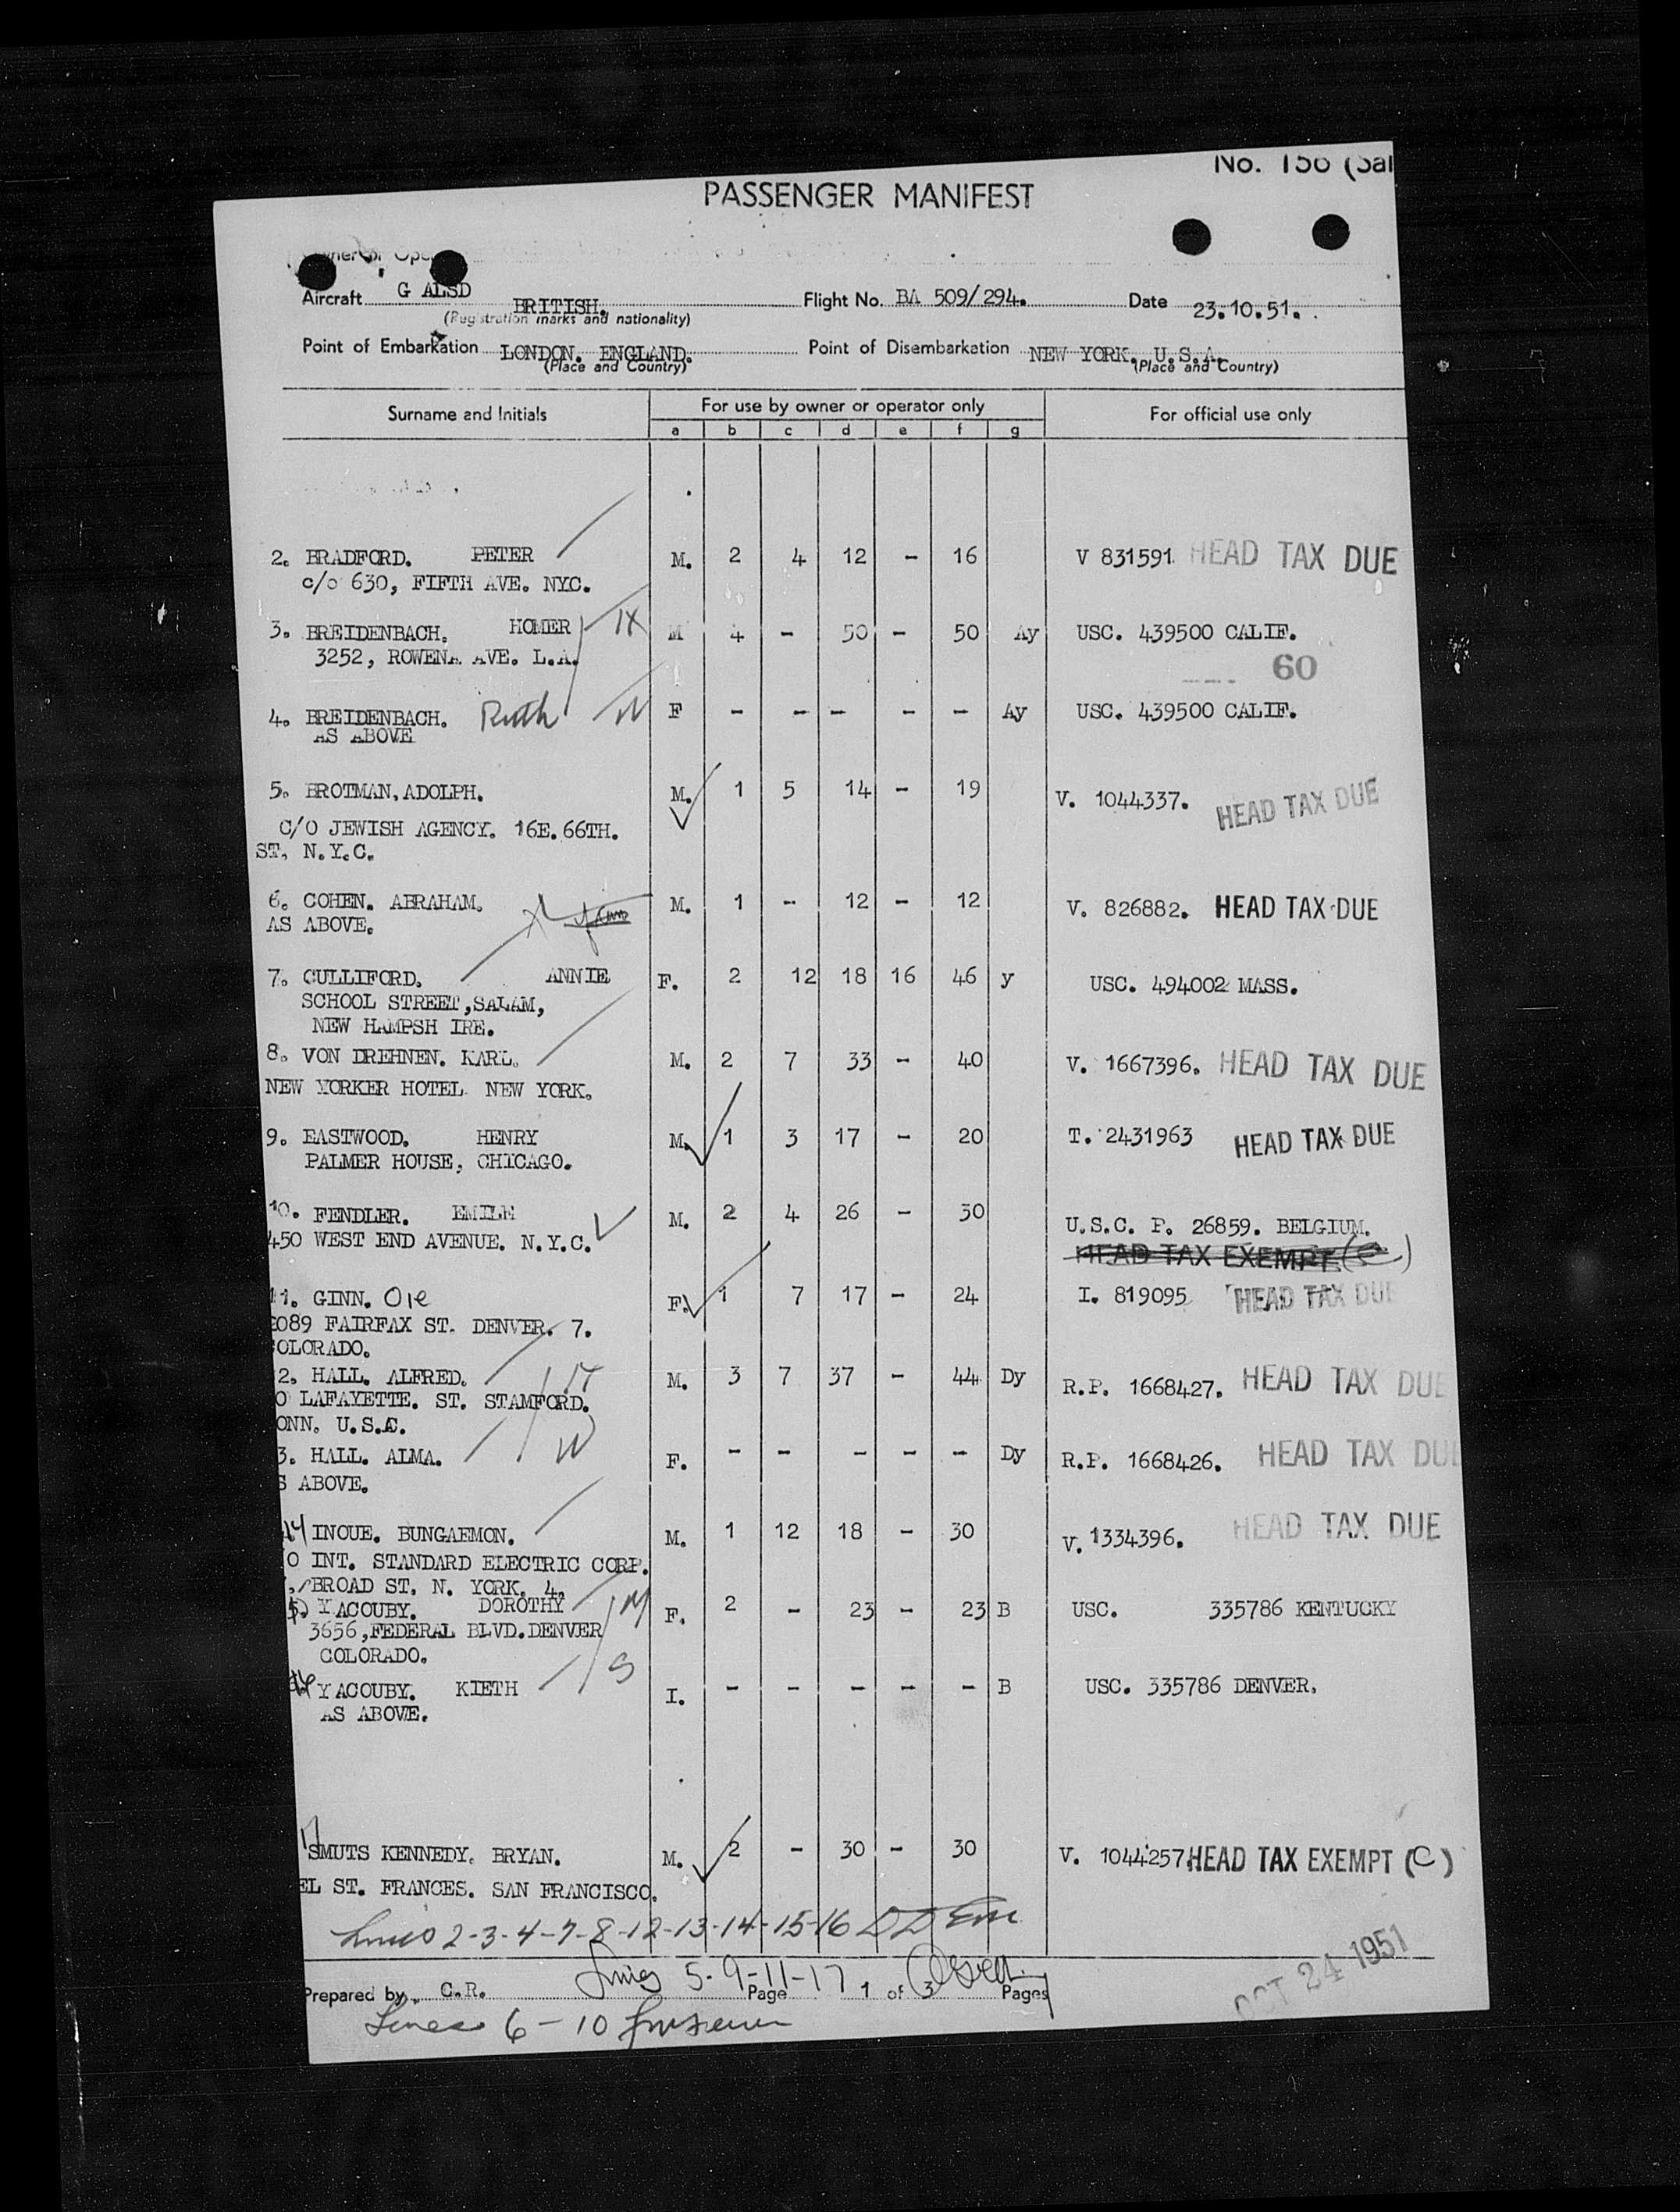 PASSENGER MANIFEST
Aircraft G ALSD BRITISH. Flight No. BA 509/294. Date 23.10.51.
(Registration marks and nationality)
Point of Embarkation LONDON. ENGLAND. Point of Disembarkation NEW YORK. U.S.A.
(Place and Country) (Place and Country)
Surname and Initials For use by owner or operator only For official use only
a b c d e f g
2. BRADFORD. PETER M. 2 4 12 - 16 V 831591 HEAD TAX DUE
c/o 630, FIFTH AVE. NYC.
3. BREIDENBACH. HOMER M 4 - 50 - 50 Ay USC. 439500 CALIF.
3252, ROWENA AVE. L.A.
60
4. BREIDENBACH. Ruth W F - - - - - Ay USC. 439500 CALIF.
AS ABOVE
5. BROTMAN, ADOLPH. M. 1 5 14 - 19 V. 1044337. HEAD TAX DUE
C/O JEWISH AGENCY. 16E. 66TH.
ST, N.Y.C.
6. COHEN. ABRAHAM. M. 1 - 12 - 12 V. 826882. HEAD TAX DUE
AS ABOVE.
7. CULLIFORD. ANNIE F. 2 12 18 16 46 y USC. 494002 MASS.
SCHOOL STREET, SALAM,
NEW HAMPSH IRE.
8. VON DREHNEN. KARL. M. 2 7 33 - 40 V. 1667396. HEAD TAX DUE
NEW YORKER HOTEL NEW YORK.
9. EASTWOOD. HENRY M. 1 3 17 - 20 T. 2431963 HEAD TAX DUE
PALMER HOUSE, CHICAGO.
10. FENDLER. EMILE M. 2 4 26 - 30 U.S.C. P. 26859. BELGIUM.
450 WEST END AVENUE. N.Y.C. HEAD TAX EXEMPT (C)
11. GINN. Ole F. 1 7 17 - 24 I. 819095 HEAD TAX DUE
2089 FAIRFAX ST. DENVER. 7.
COLORADO.
2. HALL. ALFRED. H M. 3 7 37 - 44 Dy R.P. 1668427. HEAD TAX DUE
O LAFAYETTE. ST. STAMFORD.
ONN. U.S.A.
3. HALL. ALMA. W F. - - - - - Dy R.P. 1668426. HEAD TAX DUE
S ABOVE.
14 INOUE. BUNGAEMON. M. 1 12 18 - 30 V. 1334396. HEAD TAX DUE
O INT. STANDARD ELECTRIC CORP.
BROAD ST. N. YORK. 4.
YACOUBY. DOROTHY M F. 2 - 23 - 23 B USC. 335786 KENTUCKY
3656, FEDERAL BLVD. DENVER
COLORADO.
YACOUBY. KIETH S I. - - - - - B USC. 335786 DENVER.
AS ABOVE.
17 SMUTS KENNEDY. BRYAN. M. 2 - 30 - 30 V. 1044257. HEAD TAX EXEMPT (C)
EL ST. FRANCES. SAN FRANCISCO.
Lines 2-3-4-7-8-12-13-14-15-16
OCT 24 1951
Lines 5-9-11-17
Prepared by C.R. Page 1 of 3 Pages
Lines 6-10